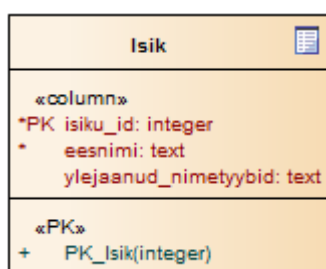 Isik
«column»
*PK isiku_id: integer
* eesnimi: text
ylejaanud_nimetyybid: text
«PK»
+ PK_Isik(integer)